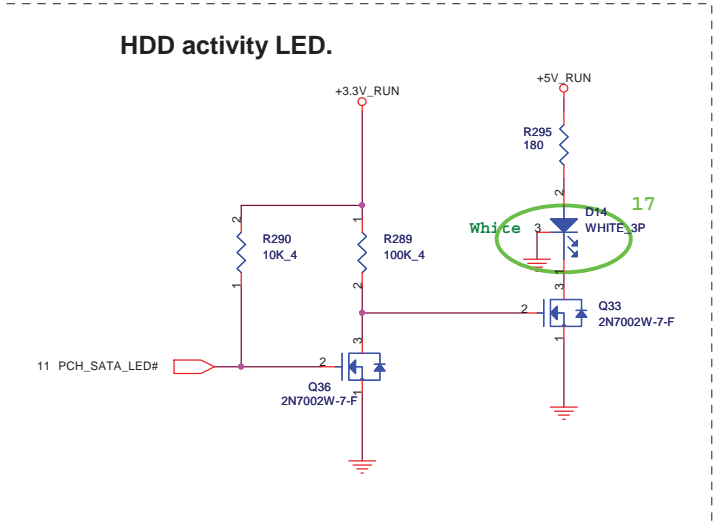 HDD activity LED.
+3.3V_RUN
+5V_RUN
R295
180
2
17
D14
White
3
WHITE_3P
2
1
R290
10K_4
R289
100K_4
1
2
1
3
2
Q33
2N7002W-7-F
3
1
11 PCH_SATA_LED#
2
Q36
2N7002W-7-F
1